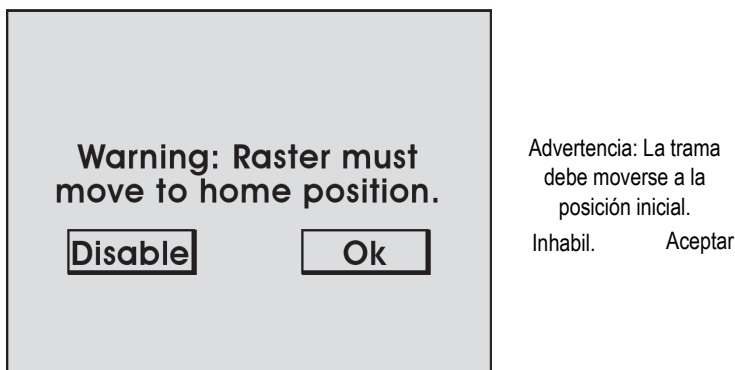 Warning: Raster must
move to home position.
Disable
Ok
Advertencia: La trama
debe moverse a la
posición inicial.
Inhabil.
Aceptar